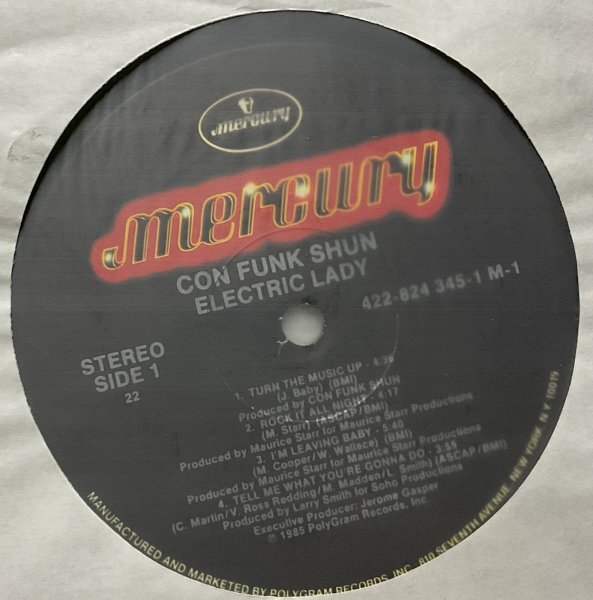 mercury
mercury
CON FUNK SHUN
ELECTRIC LADY
422-824 345-1 M-1
STEREO
SIDE 1
22
1. TURN THE MUSIC UP - 4:36
(J. Baby) (BMI)
Produced by CON FUNK SHUN
2. ROCK IT ALL NIGHT - 4:17
(M. Starr) (ASCAP/BMI)
Produced by Maurice Starr for Maurice Starr Productions
3. I'M LEAVING BABY - 5:40
(M. Cooper/W. Wallace) (BMI)
Produced by Maurice Starr for Maurice Starr Productions
4. TELL ME WHAT YOU'RE GONNA DO - 3:55
(C. Martin/V. Rosa Redding/M. Madden/L. Smith) (ASCAP/BMI)
Produced by Larry Smith for Soho Productions
Executive Producer: Jerome Gasper
℗ 1985 PolyGram Records, Inc.
MANUFACTURED AND MARKETED BY POLYGRAM RECORDS, INC. 810 SEVENTH AVENUE, NEW YORK, N.Y. 10019